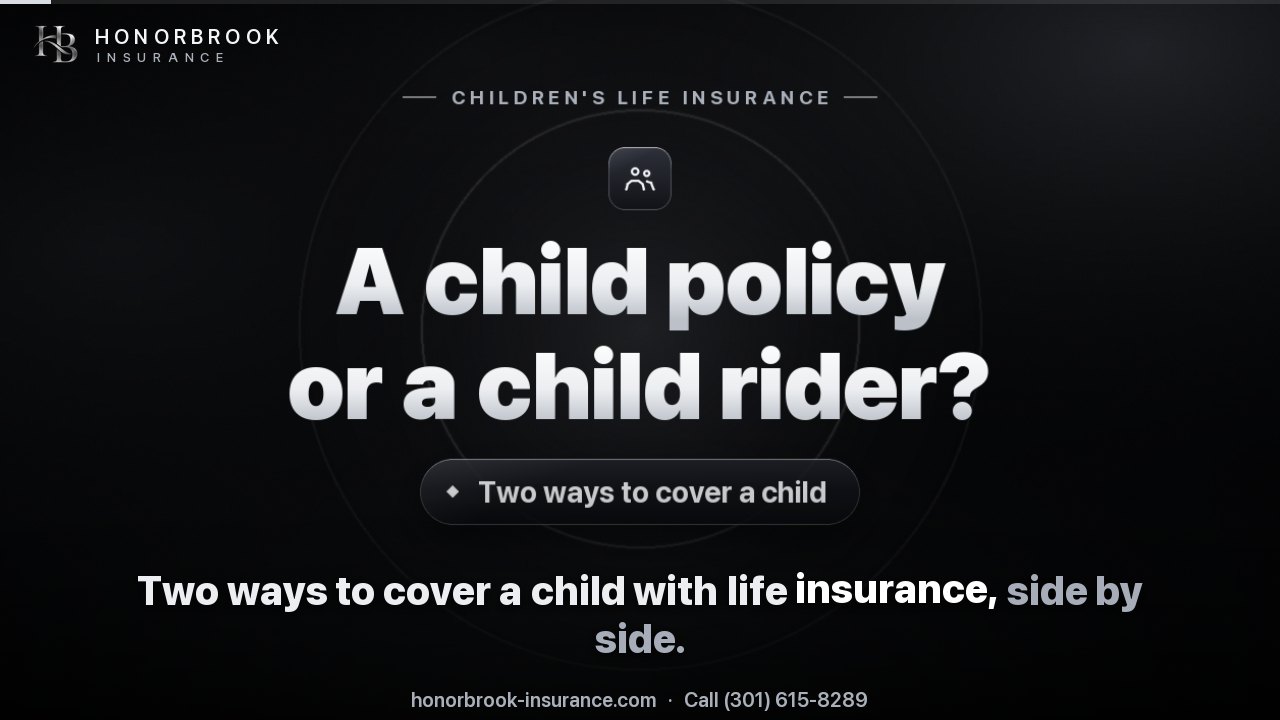 HB
HONORBROOK
INSURANCE
CHILDREN'S LIFE INSURANCE
A child policy
or a child rider?
Two ways to cover a child
Two ways to cover a child with life insurance, side by
side.
honorbrook-insurance.com · Call (301) 615-8289